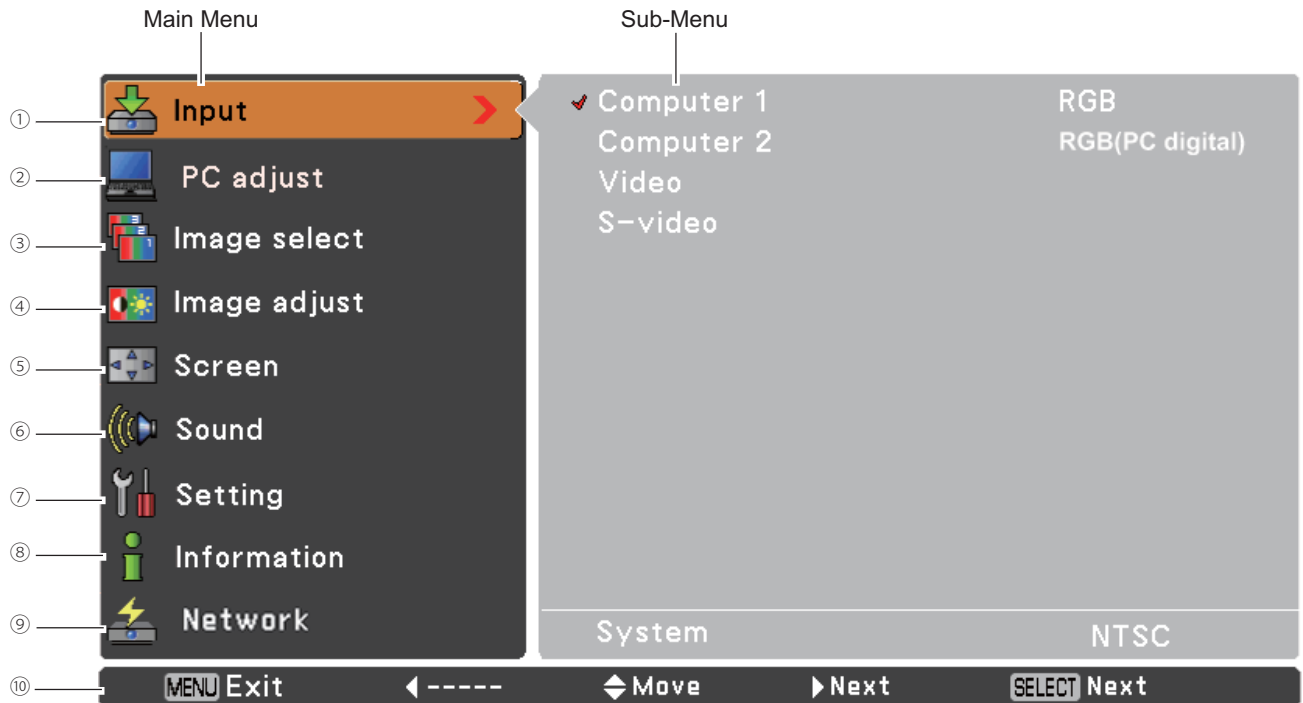 Main Menu Sub-Menu
① Input Computer 1 RGB
Computer 2 RGB(PC digital)
② PC adjust Video
③ Image select S-video
④ Image adjust
⑤ Screen
⑥ Sound
⑦ Setting
⑧ Information
⑨ Network System NTSC
⑩ MENU Exit ----- Move Next SELECT Next